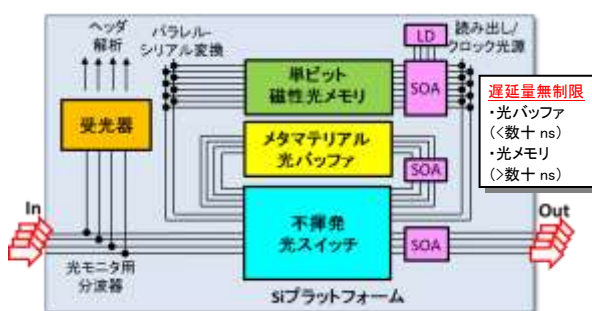 ヘッダ
解析
パラレル-
シリアル変換
LD
読み出し/
クロック光源
単ビット
磁性光メモリ
SOA
受光器
メタマテリアル
光バッファ
SOA
遅延量無制限
・光バッファ
(<数十 ns)
・光メモリ
(>数十 ns)
In
不揮発
光スイッチ
SOA
Out
光モニタ用
分波器
Siプラットフォーム